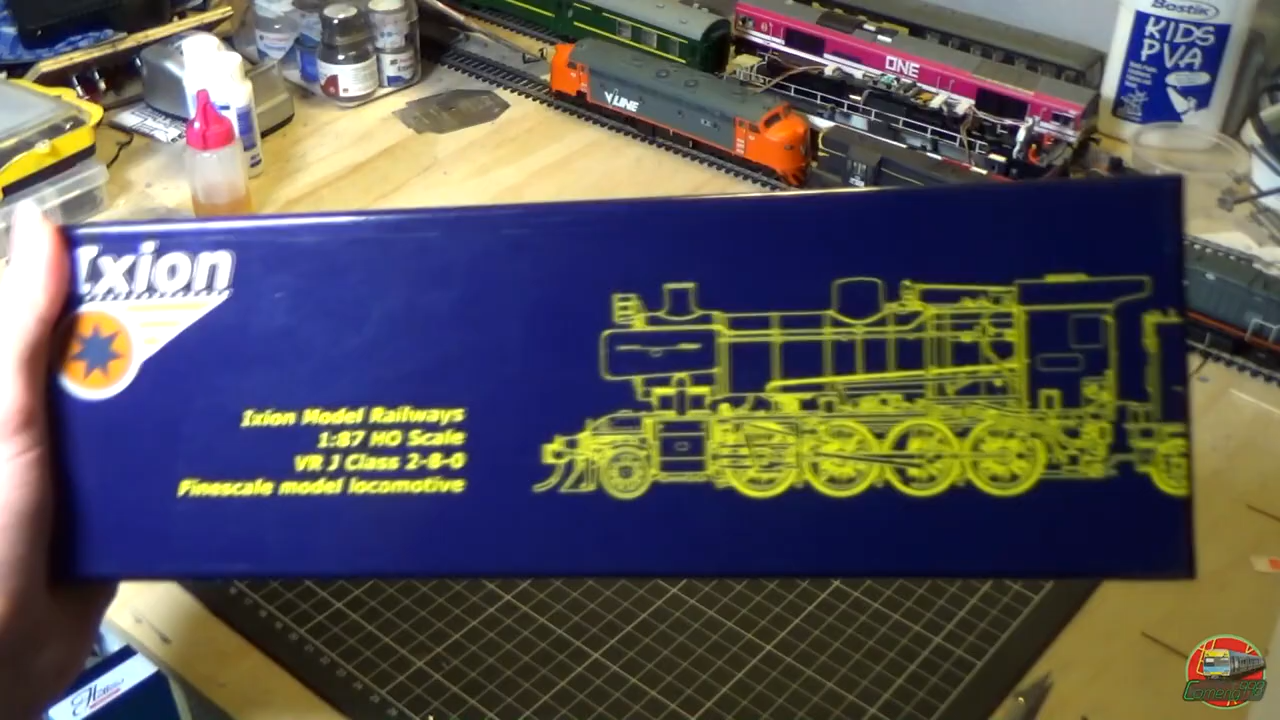 Bostik
KIDS
PVA
ONE
V/LINE
Ixion
Ixion Model Railways
1:87 HO Scale
VR J Class 2-8-0
Finescale model locomotive